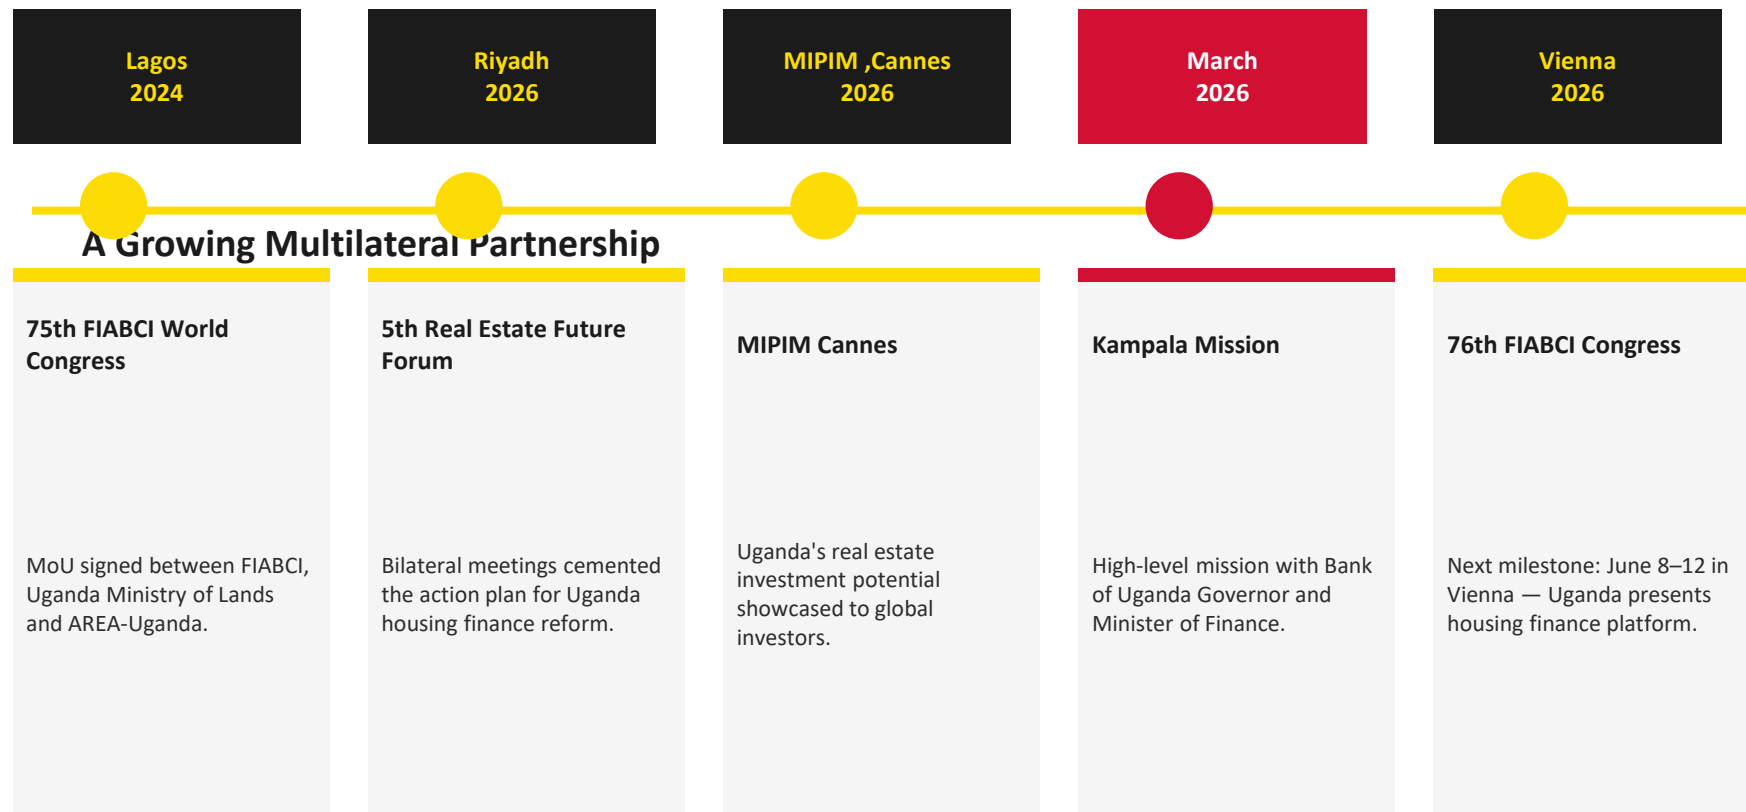 Lagos
2024
Riyadh
2026
MIPIM ,Cannes
2026
March
2026
Vienna
2026
A Growing Multilateral Partnership
75th FIABCI World
Congress
MoU signed between FIABCI,
Uganda Ministry of Lands
and AREA-Uganda.
5th Real Estate Future
Forum
Bilateral meetings cemented
the action plan for Uganda
housing finance reform.
MIPIM Cannes
Uganda's real estate
investment potential
showcased to global
investors.
Kampala Mission
High-level mission with Bank
of Uganda Governor and
Minister of Finance.
76th FIABCI Congress
Next milestone: June 8–12 in
Vienna — Uganda presents
housing finance platform.